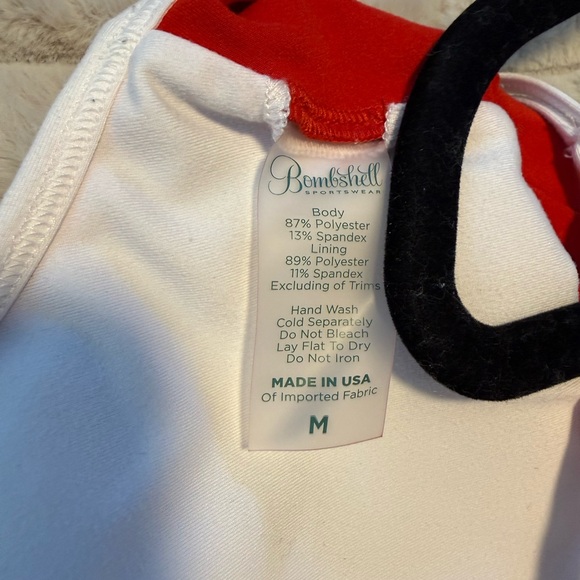 Bombshell
SPORTSWEAR
Body
87% Polyester
13% Spandex
Lining
89% Polyester
11% Spandex
Excluding of Trims
Hand Wash
Cold Separately
Do Not Bleach
Lay Flat To Dry
Do Not Iron
MADE IN USA
Of Imported Fabric
M